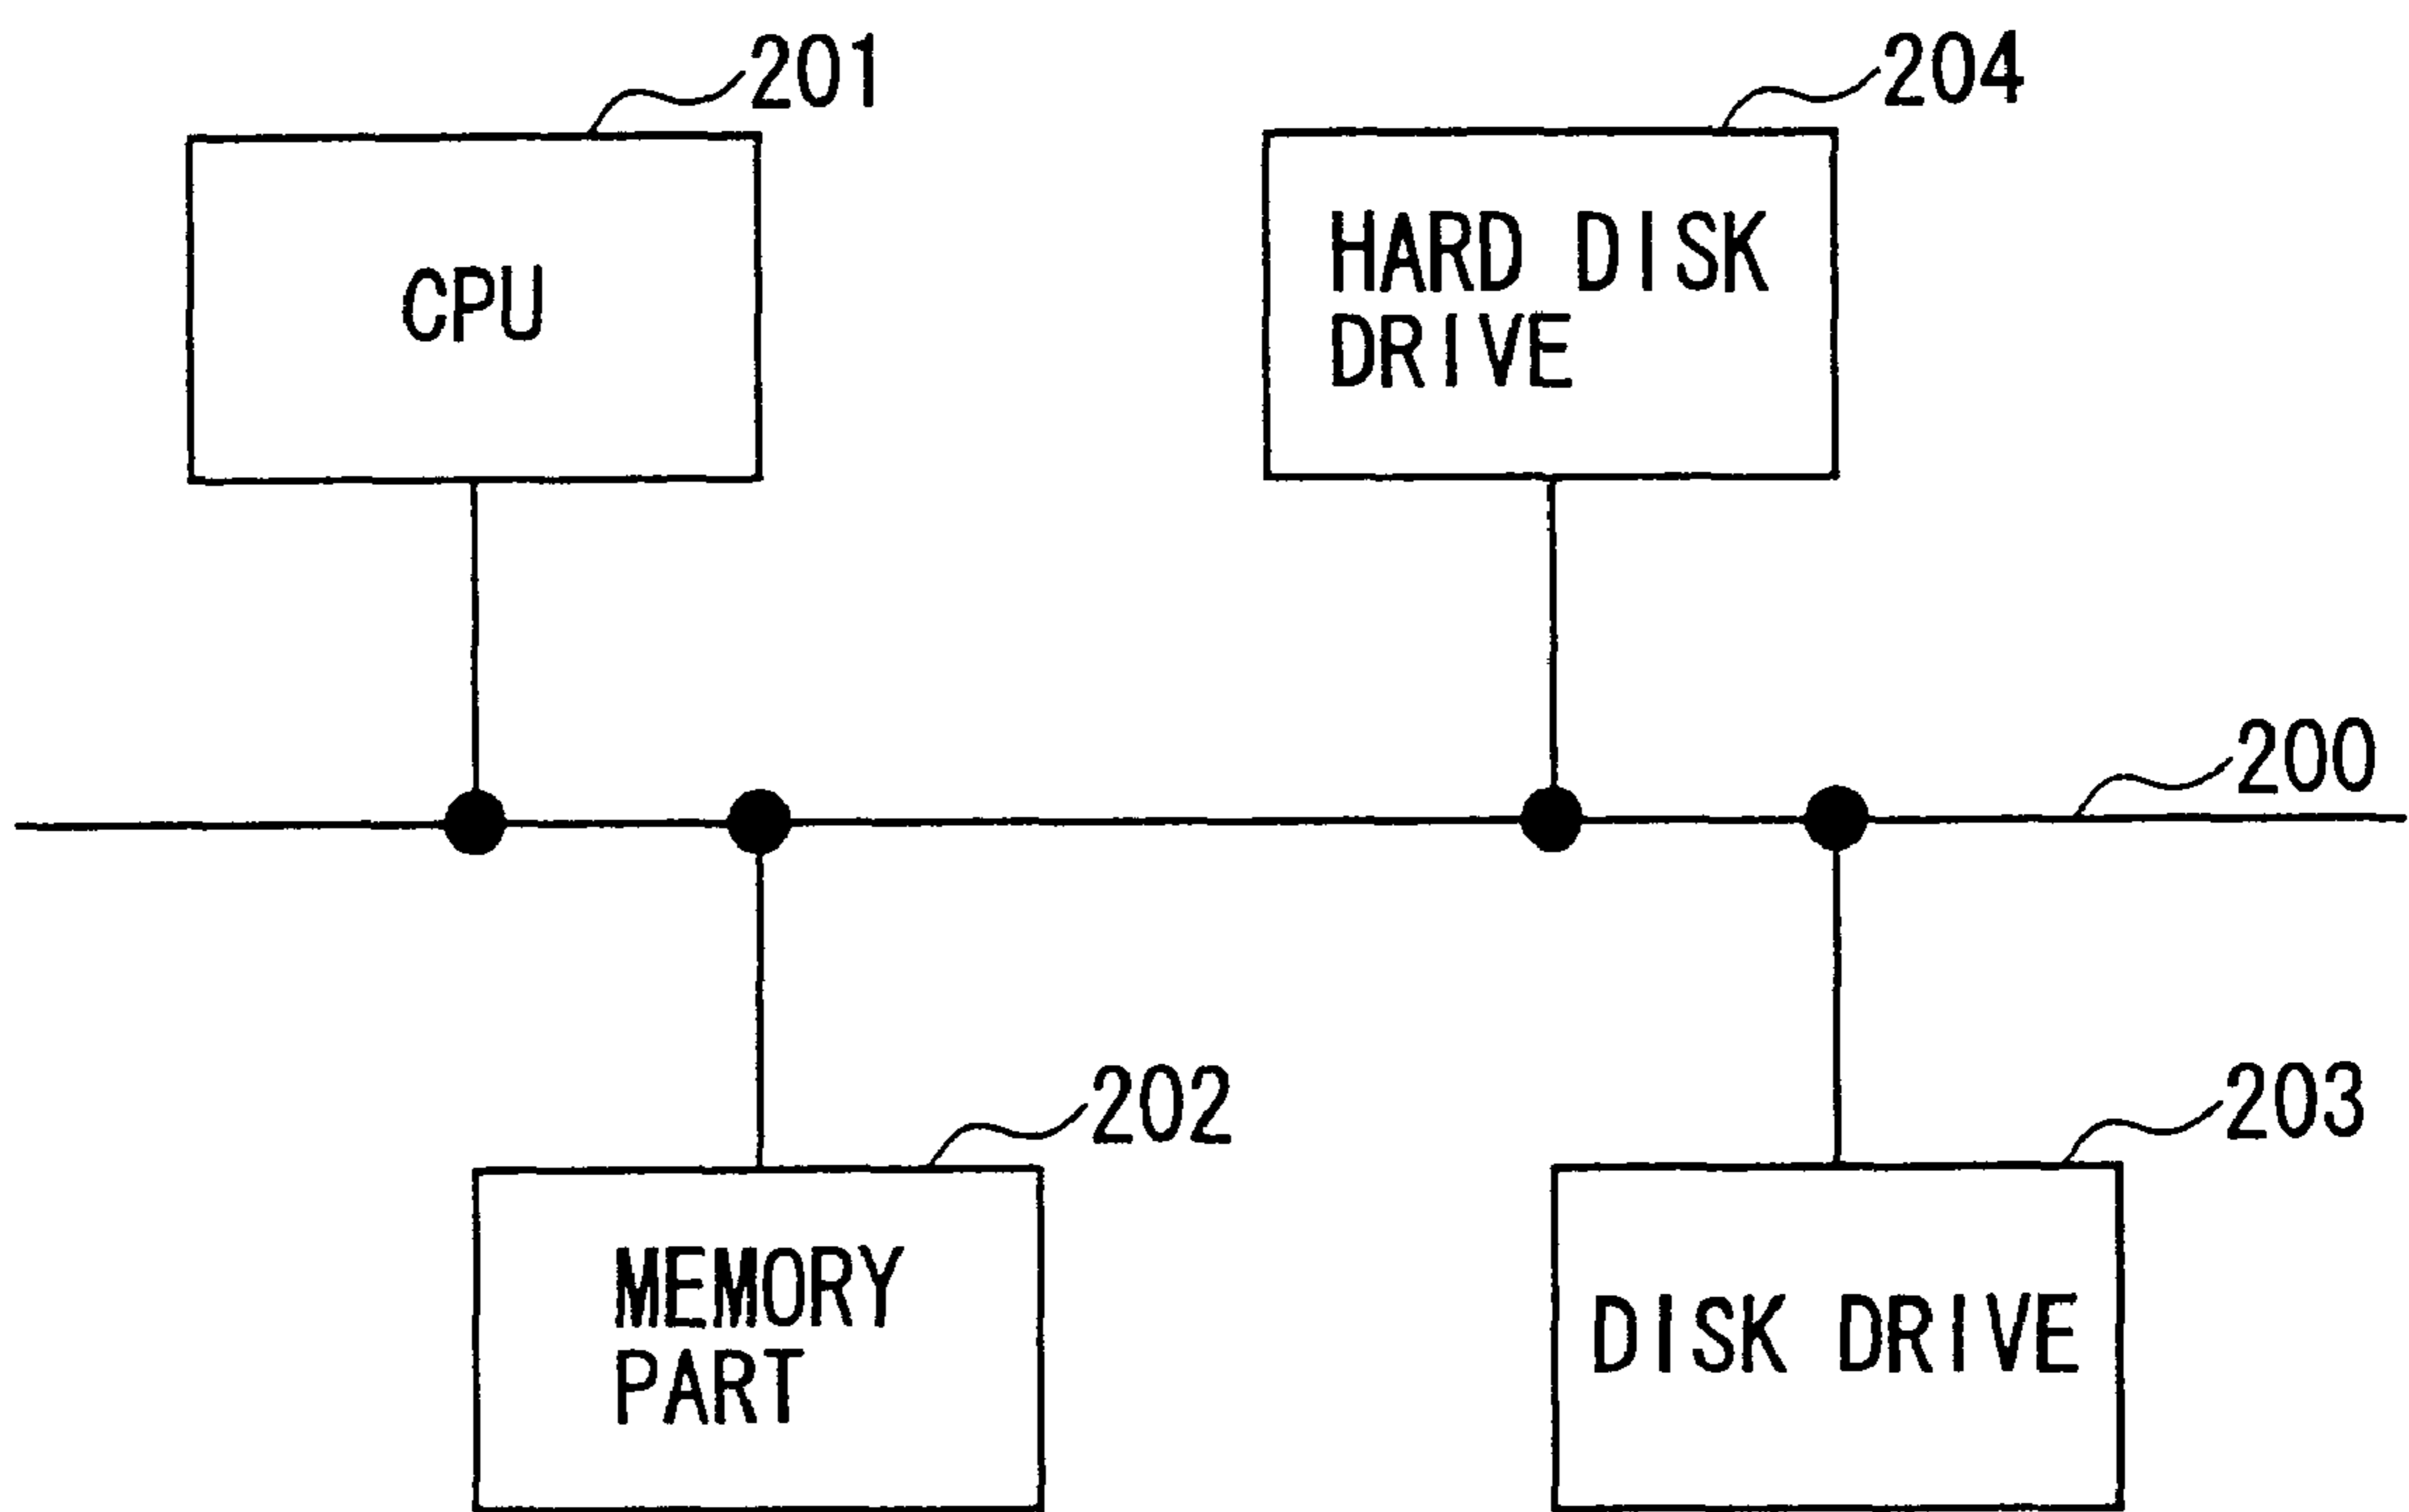 201
204
CPU
HARD DISK
DRIVE
200
202
203
MEMORY
PART
DISK DRIVE